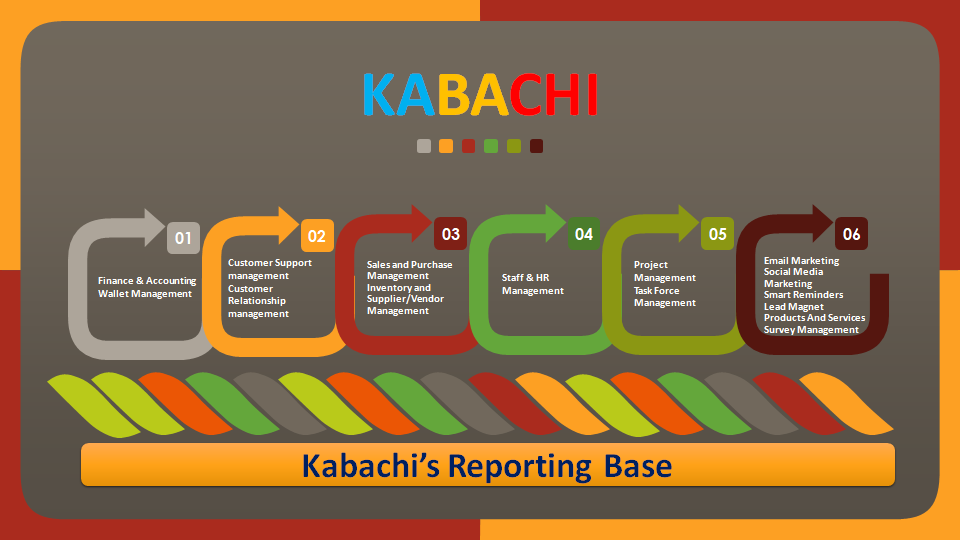 KABACHI
01
Finance & Accounting
Wallet Management
02
Customer Support
management
Customer
Relationship
management
03
Sales and Purchase
Management
Inventory and
Supplier/Vendor
Management
04
Staff & HR
Management
05
Project
Management
Task Force
Management
06
Email Marketing
Social Media
Marketing
Smart Reminders
Lead Magnet
Products And Services
Survey Management
Kabachi’s Reporting Base